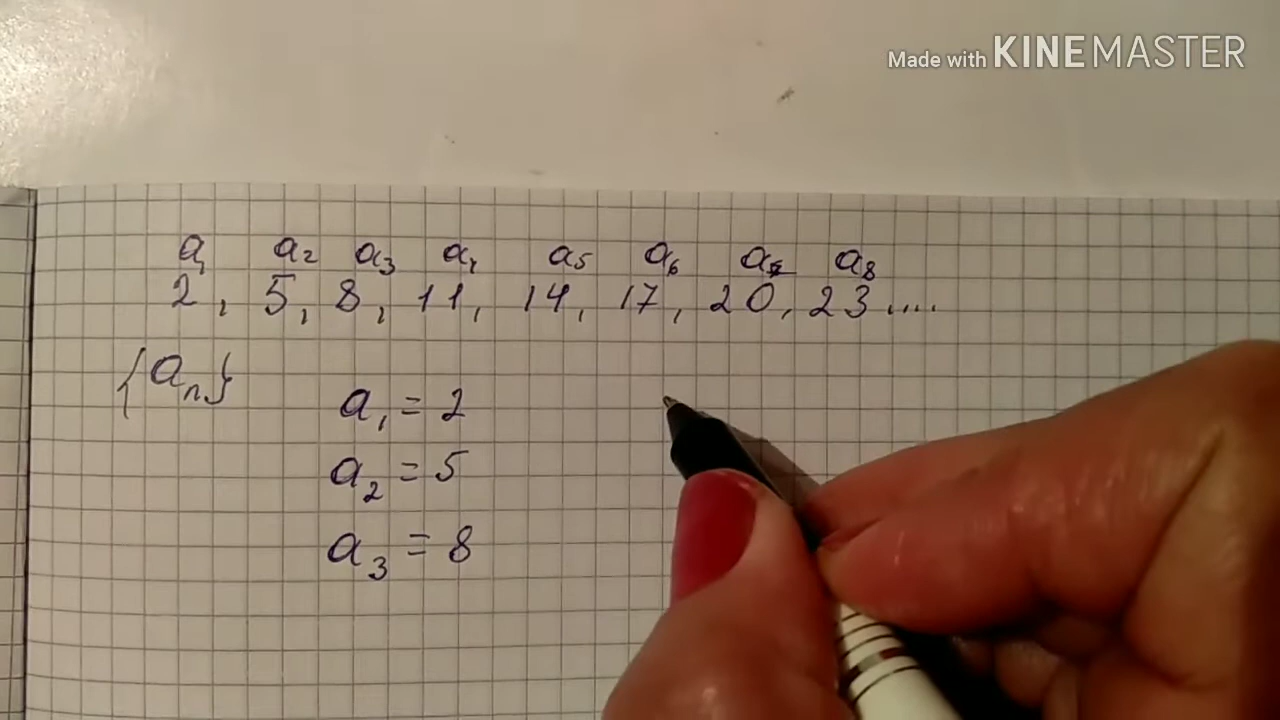 Made with KINEMASTER
a₁ a₂ a₃ a₄ a₅ a₆ a₇ a₈
2, 5, 8, 11, 14, 17, 20, 23....
{aₙ}
a₁ = 2
a₂ = 5
a₃ = 8